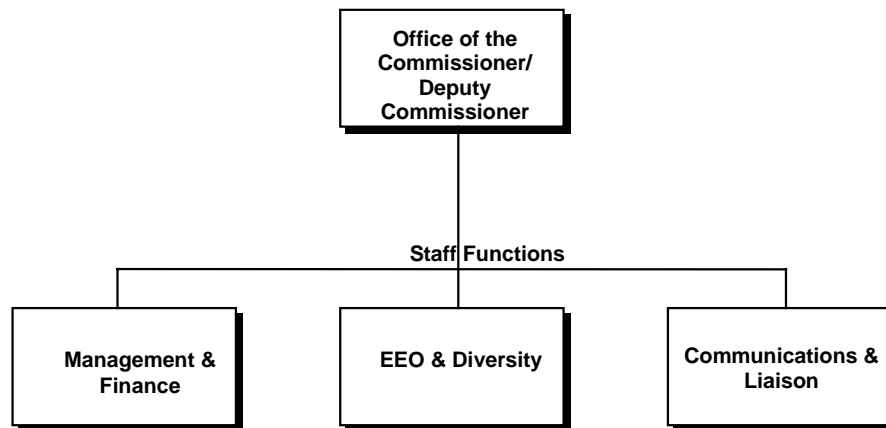 Office of the
Commissioner/
Deputy
Commissioner
Staff Functions
Management &
Finance
EEO & Diversity
Communications &
Liaison